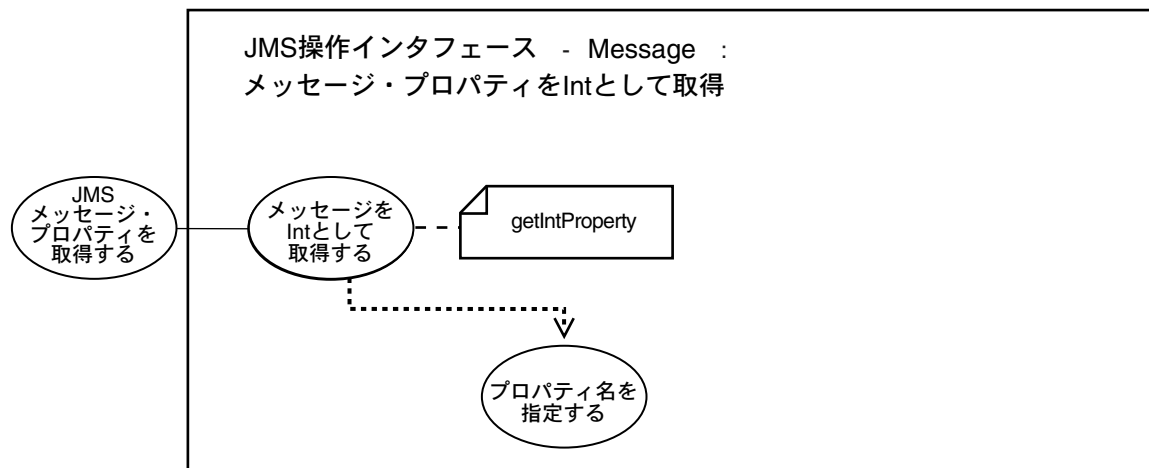 JMS操作インタフェース - Message :
メッセージ・プロパティをIntとして取得
JMS
メッセージ・
プロパティを
取得する
メッセージを
Intとして
取得する
getIntProperty
プロパティ名を
指定する